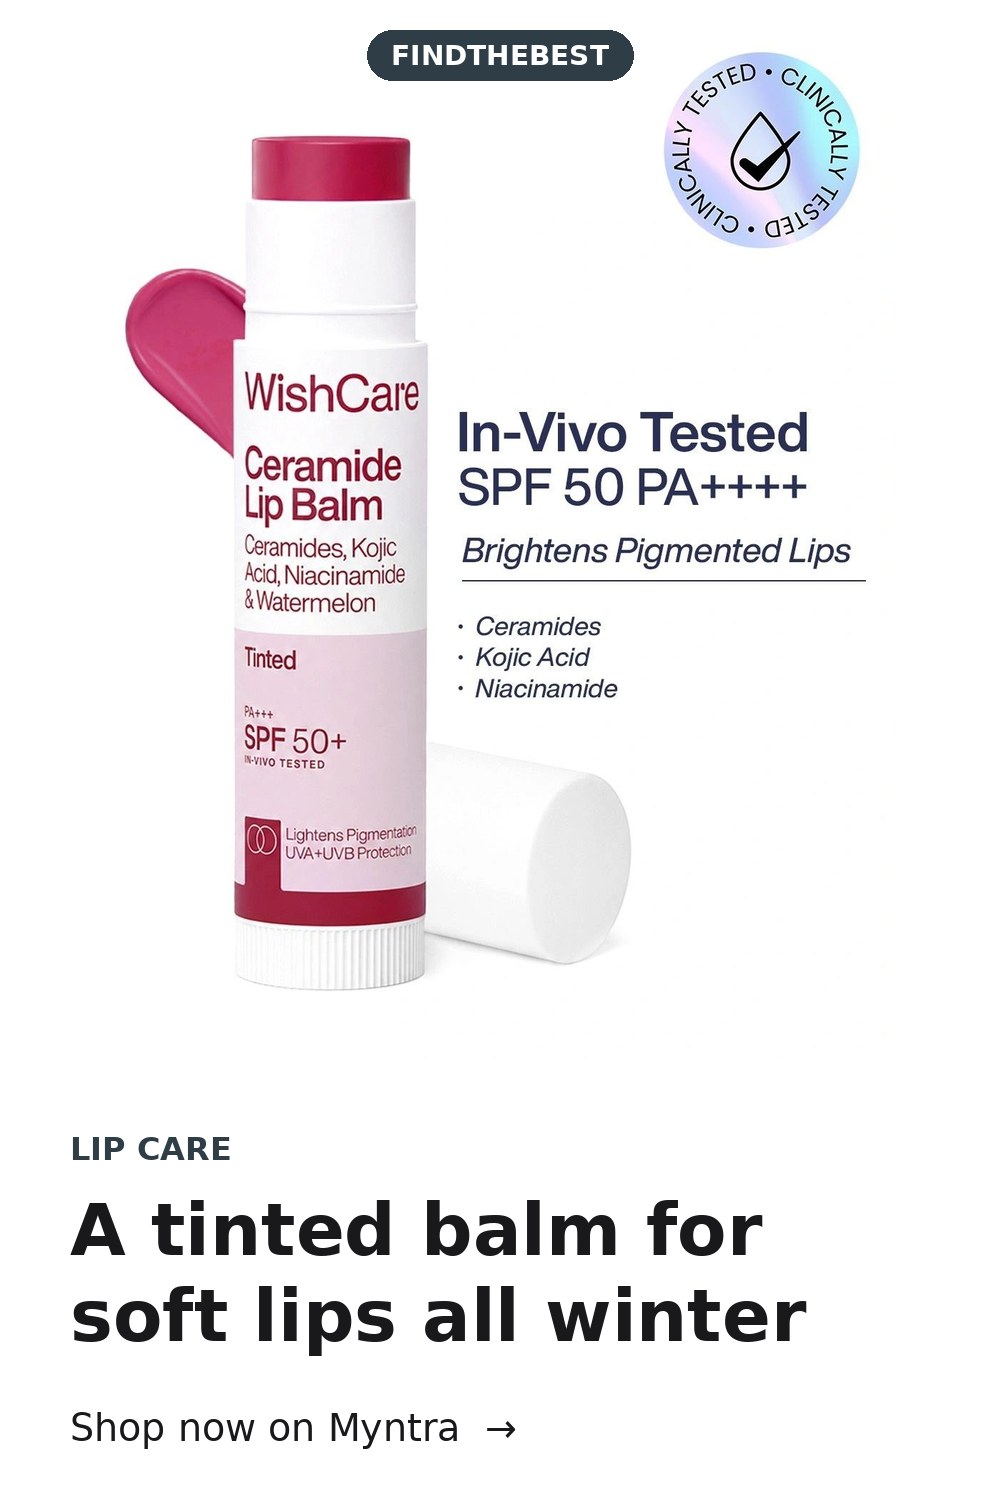 FINDTHEBEST
CLINICALLY TESTED • CLINICALLY TESTED •
WishCare
Ceramide
Lip Balm
Ceramides, Kojic
Acid, Niacinamide
& Watermelon
Tinted
PA+++
SPF 50+
IN-VIVO TESTED
Lightens Pigmentation
UVA+UVB Protection
In-Vivo Tested
SPF 50 PA++++
Brightens Pigmented Lips
• Ceramides
• Kojic Acid
• Niacinamide
LIP CARE
A tinted balm for
soft lips all winter
Shop now on Myntra →